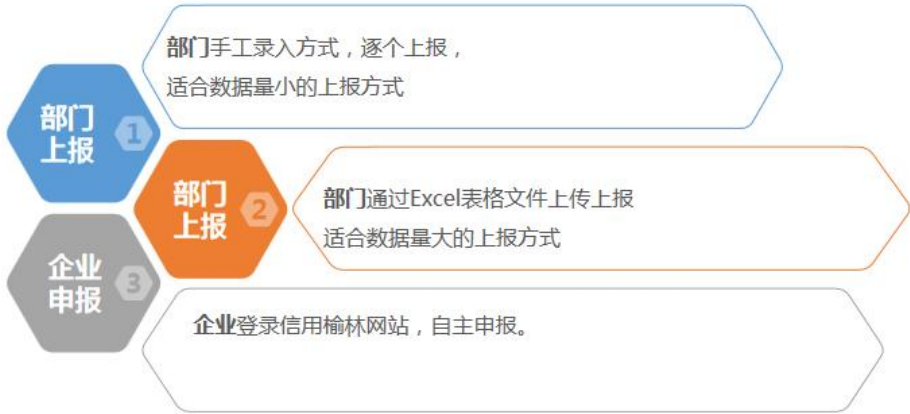 部门
上报
1
部门手工录入方式，逐个上报，
适合数据量小的上报方式
部门
上报
2
部门通过Excel表格文件上传上报
适合数据量大的上报方式
企业
申报
3
企业登录信用榆林网站，自主申报。